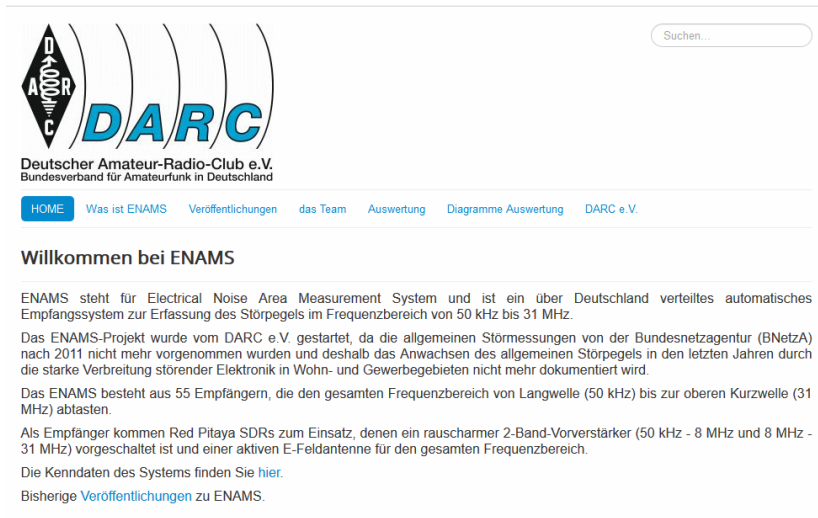 Suchen...
D
A R
C
DARC
Deutscher Amateur-Radio-Club e.V.
Bundesverband für Amateurfunk in Deutschland
HOME Was ist ENAMS Veröffentlichungen das Team Auswertung Diagramme Auswertung DARC e.V.
Willkommen bei ENAMS
ENAMS steht für Electrical Noise Area Measurement System und ist ein über Deutschland verteiltes automatisches
Empfangssystem zur Erfassung des Störpegels im Frequenzbereich von 50 kHz bis 31 MHz.
Das ENAMS-Projekt wurde vom DARC e.V. gestartet, da die allgemeinen Störmessungen von der Bundesnetzagentur (BNetzA)
nach 2011 nicht mehr vorgenommen wurden und deshalb das Anwachsen des allgemeinen Störpegels in den letzten Jahren durch
die starke Verbreitung störender Elektronik in Wohn- und Gewerbegebieten nicht mehr dokumentiert wird.
Das ENAMS besteht aus 55 Empfängern, die den gesamten Frequenzbereich von Langwelle (50 kHz) bis zur oberen Kurzwelle (31
MHz) abtasten.
Als Empfänger kommen Red Pitaya SDRs zum Einsatz, denen ein rauscharmer 2-Band-Vorverstärker (50 kHz - 8 MHz und 8 MHz -
31 MHz) vorgeschaltet ist und einer aktiven E-Feldantenne für den gesamten Frequenzbereich.
Die Kenndaten des Systems finden Sie hier.
Bisherige Veröffentlichungen zu ENAMS.